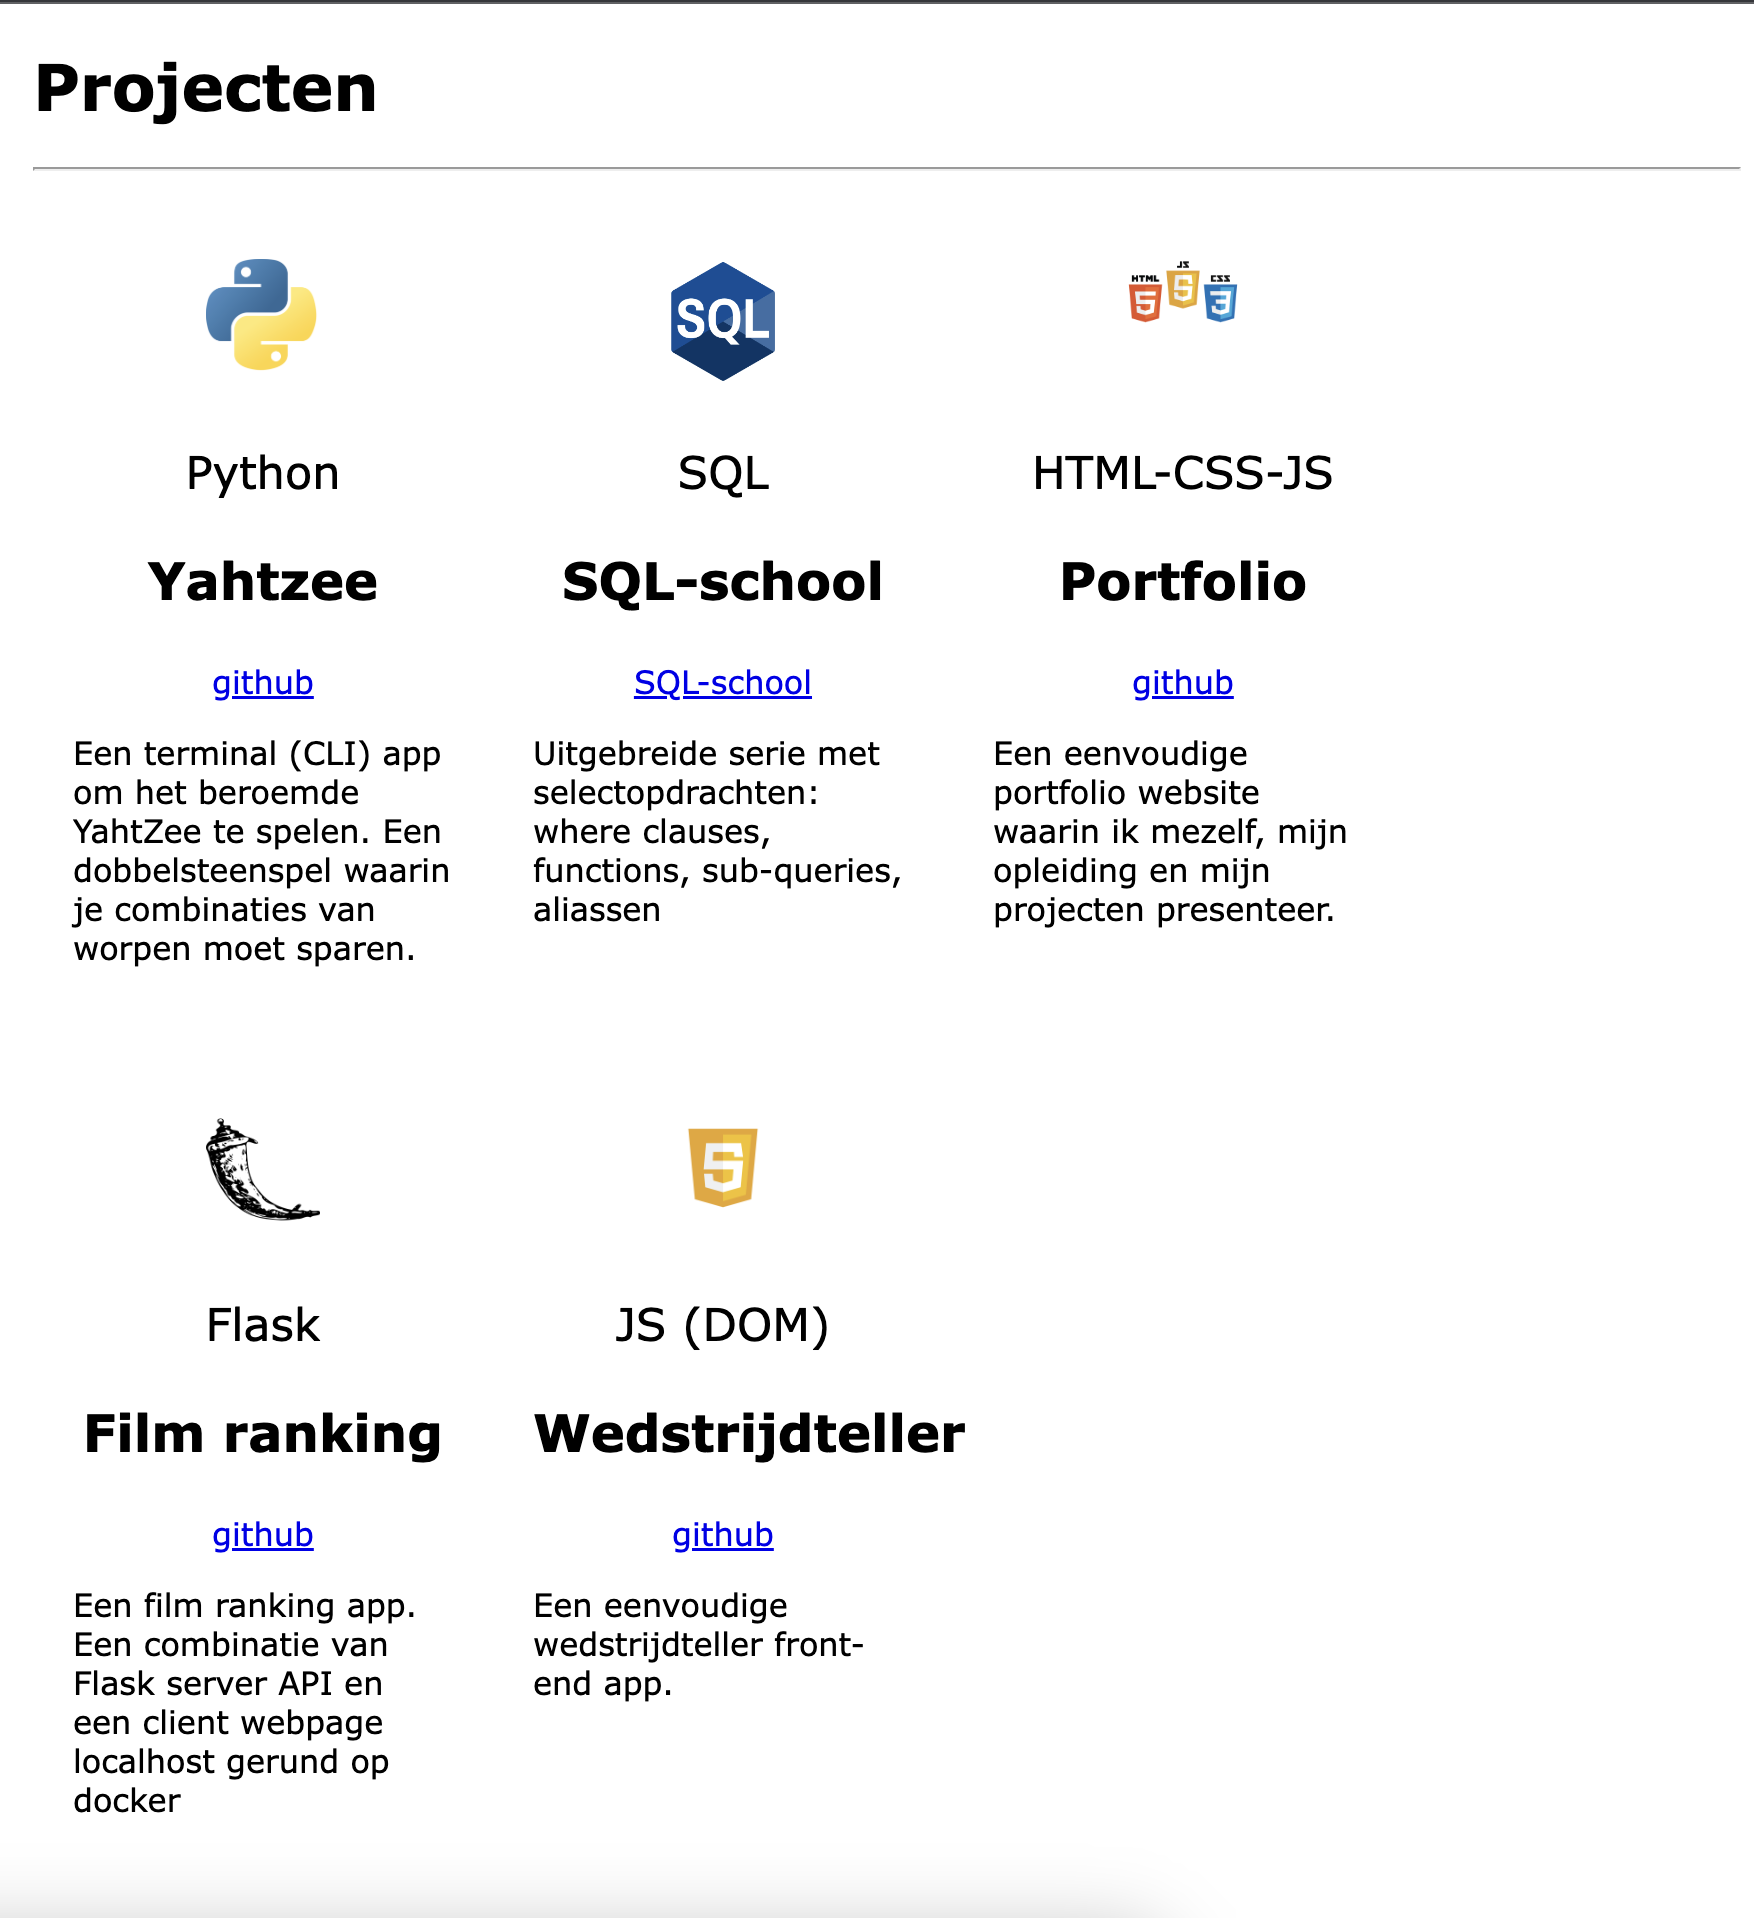 Projecten
SQL
HTML
JS
CSS
Python
Yahtzee
github
Een terminal (CLI) app
om het beroemde
YahtZee te spelen. Een
dobbelsteenspel waarin
je combinaties van
worpen moet sparen.
SQL
SQL-school
SQL-school
Uitgebreide serie met
selectopdrachten:
where clauses,
functions, sub-queries,
aliassen
HTML-CSS-JS
Portfolio
github
Een eenvoudige
portfolio website
waarin ik mezelf, mijn
opleiding en mijn
projecten presenteer.
Flask
Film ranking
github
Een film ranking app.
Een combinatie van
Flask server API en
een client webpage
localhost gerund op
docker
5
JS (DOM)
Wedstrijdteller
github
Een eenvoudige
wedstrijdteller front-
end app.